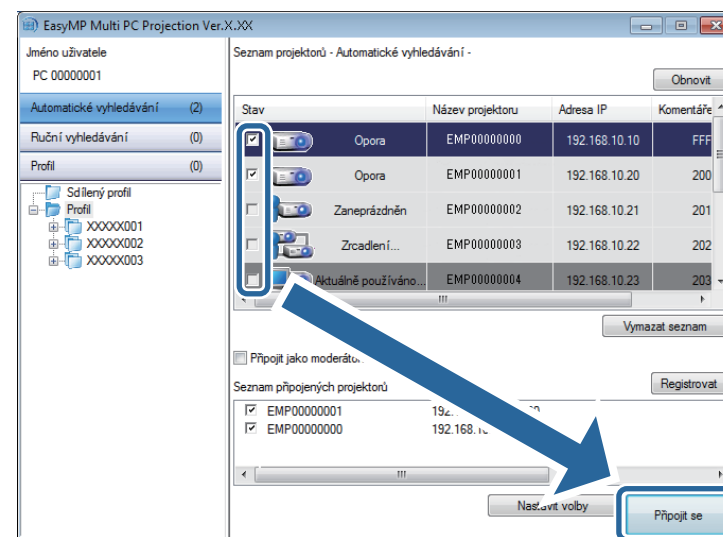 EasyMP Multi PC Projection Ver.X.XX
Jméno uživatele
PC 00000001
Automatické vyhledávání (2)
Ruční vyhledávání (0)
Profil (0)
Sdílený profil
Profil
XXXXX001
XXXXX002
XXXXX003
Seznam projektorů - Automatické vyhledávání -
Obnovit
Stav Název projektoru Adresa IP Komentáře
Opora EMP00000000 192.168.10.10 FFF
Opora EMP00000001 192.168.10.20 200
Zaneprázdněn EMP00000002 192.168.10.21 201
Zrcadlení... EMP00000003 192.168.10.22 202
Aktuálně používáno... EMP00000004 192.168.10.23 203
Vymazat seznam
Připojit jako
Seznam připojených projektorů
Registrovat
EMP00000001
EMP00000000
Nastavit volby
Připojit se